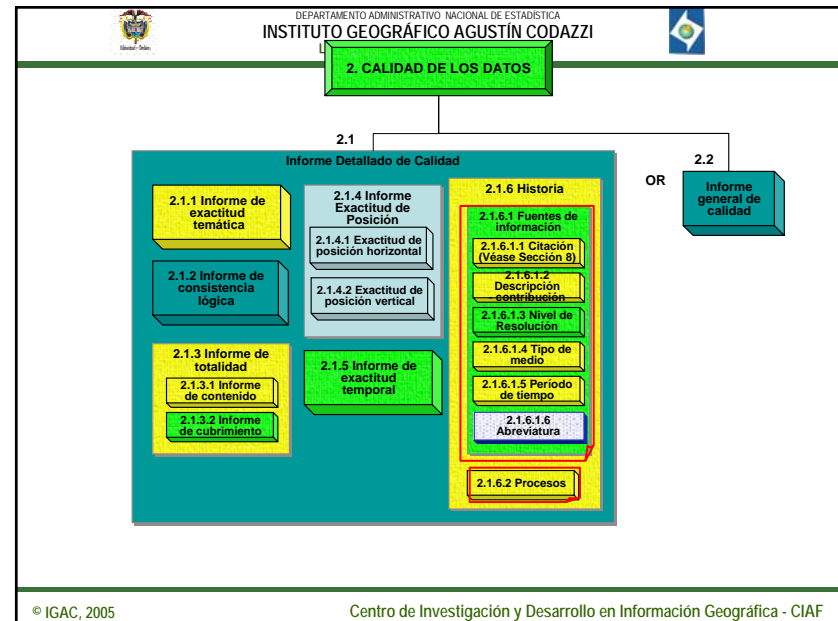 DEPARTAMENTO ADMINISTRATIVO NACIONAL DE ESTADÍSTICA
INSTITUTO GEOGRÁFICO AGUSTÍN CODAZZI
L
2. CALIDAD DE LOS DATOS
2.1
Informe Detallado de Calidad
2.1.1 Informe de
exactitud
temática
2.1.2 Informe de
consistencia
lógica
2.1.3 Informe de
totalidad
2.1.3.1 Informe
de contenido
2.1.3.2 Informe
de cubrimiento
2.1.4 Informe
Exactitud de
Posición
2.1.4.1 Exactitud de
posición horizontal
2.1.4.2 Exactitud de
posición vertical
2.1.5 Informe de
exactitud
temporal
2.1.6 Historia
2.1.6.1 Fuentes de
información
2.1.6.1.1 Citación
(Véase Sección 8)
2.1.6.1.2
Descripción
- contribución
2.1.6.1.3 Nivel de
Resolución
2.1.6.1.4 Tipo de
medio
2.1.6.1.5 Período
de tiempo
2.1.6.1.6
Abreviatura
2.1.6.2 Procesos
OR
2.2
Informe
general de
calidad
© IGAC, 2005
Centro de Investigación y Desarrollo en Información Geográfica - CIAF